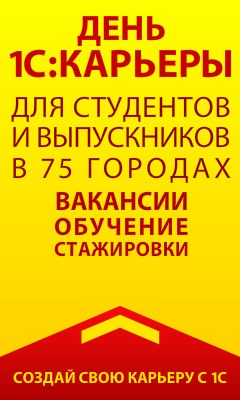 ДЕНЬ
1С:КАРЬЕРЫ
ДЛЯ СТУДЕНТОВ
И ВЫПУСКНИКОВ
В 75 ГОРОДАХ
ВАКАНСИИ
ОБУЧЕНИЕ
СТАЖИРОВКИ
СОЗДАЙ СВОЮ КАРЬЕРУ С 1С